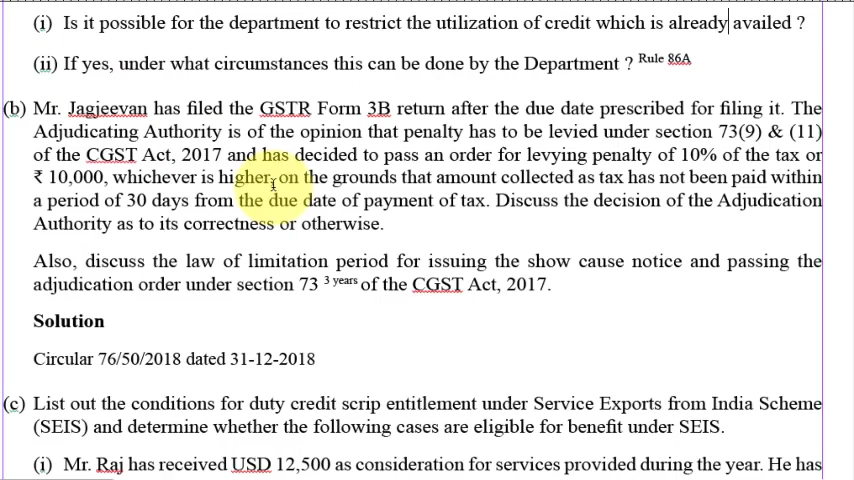 (i) Is it possible for the department to restrict the utilization of credit which is already availed ?
(ii) If yes, under what circumstances this can be done by the Department ? Rule 86A
(b) Mr. Jagjeevan has filed the GSTR Form 3B return after the due date prescribed for filing it. The
Adjudicating Authority is of the opinion that penalty has to be levied under section 73(9) & (11)
of the CGST Act, 2017 and has decided to pass an order for levying penalty of 10% of the tax or
₹ 10,000, whichever is higher, on the grounds that amount collected as tax has not been paid within
a period of 30 days from the due date of payment of tax. Discuss the decision of the Adjudication
Authority as to its correctness or otherwise.
Also, discuss the law of limitation period for issuing the show cause notice and passing the
adjudication order under section 73 3 years of the CGST Act, 2017.
Solution
Circular 76/50/2018 dated 31-12-2018
(c) List out the conditions for duty credit scrip entitlement under Service Exports from India Scheme
(SEIS) and determine whether the following cases are eligible for benefit under SEIS.
(i) Mr. Raj has received USD 12,500 as consideration for services provided during the year. He has